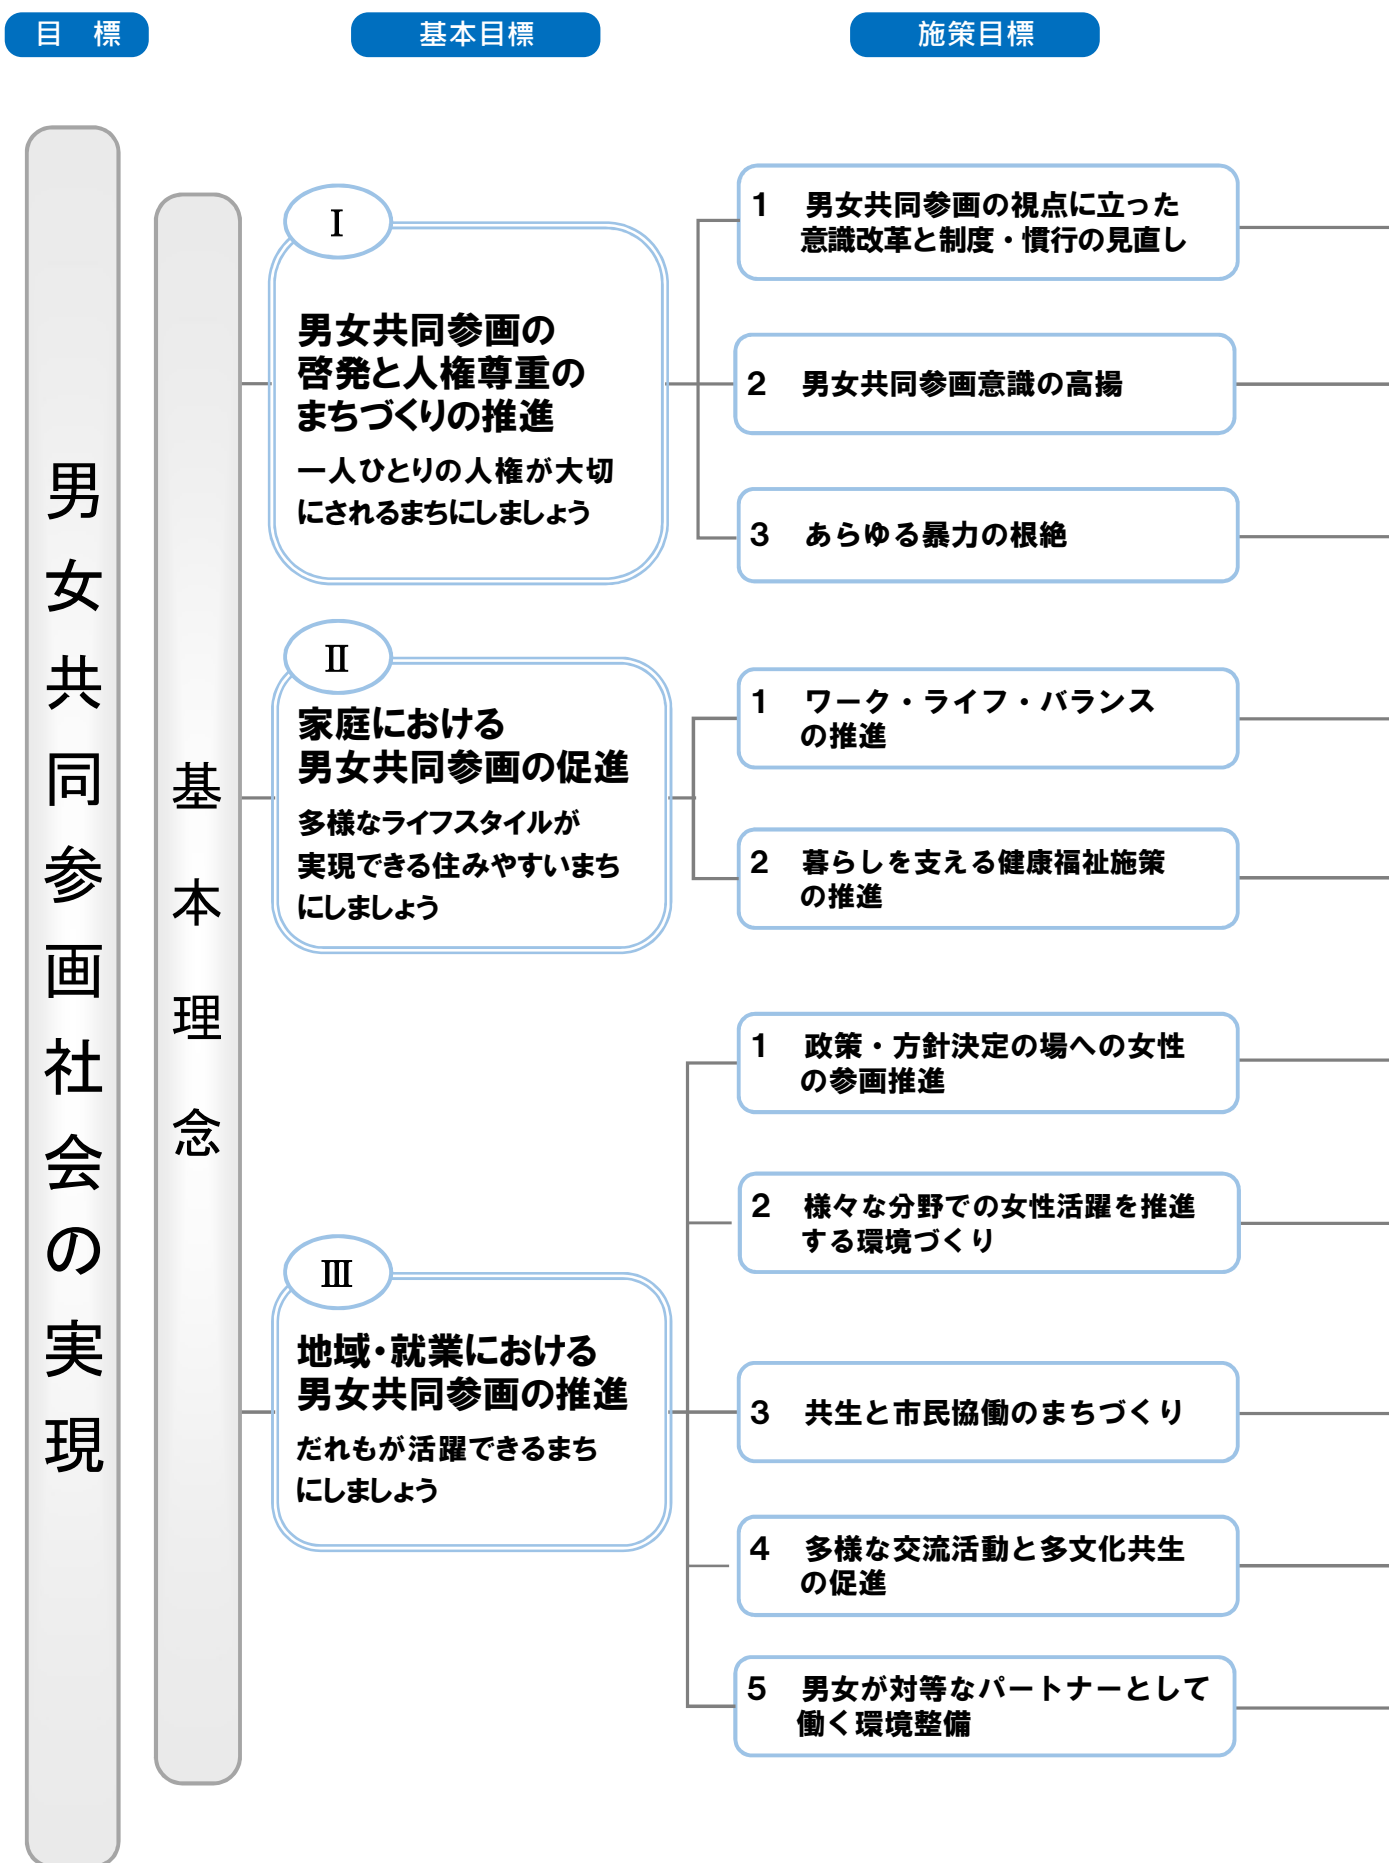 目　標
基本目標
施策目標
男女共同参画社会の実現
基本理念
Ⅰ
男女共同参画の
啓発と人権尊重の
まちづくりの推進
一人ひとりの人権が大切
にされるまちにしましょう
1　男女共同参画の視点に立った
意識改革と制度・慣行の見直し
2　男女共同参画意識の高揚
3　あらゆる暴力の根絶
Ⅱ
家庭における
男女共同参画の促進
多様なライフスタイルが
実現できる住みやすいまち
にしましょう
1　ワーク・ライフ・バランス
の推進
2　暮らしを支える健康福祉施策
の推進
Ⅲ
地域・就業における
男女共同参画の推進
だれもが活躍できるまち
にしましょう
1　政策・方針決定の場への女性
の参画推進
2　様々な分野での女性活躍を推進
する環境づくり
3　共生と市民協働のまちづくり
4　多様な交流活動と多文化共生
の促進
5　男女が対等なパートナーとして
働く環境整備